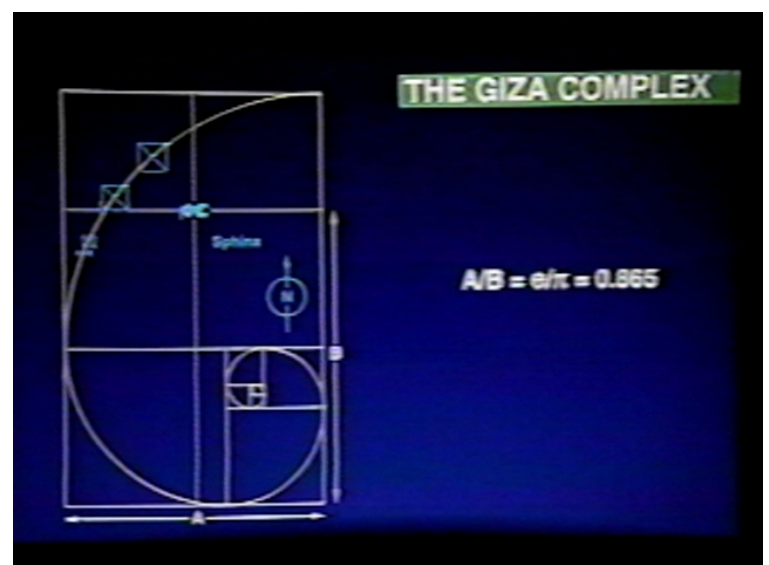 THE GIZA COMPLEX
Sphinx
A/B = e/π = 0.865
N
B
A